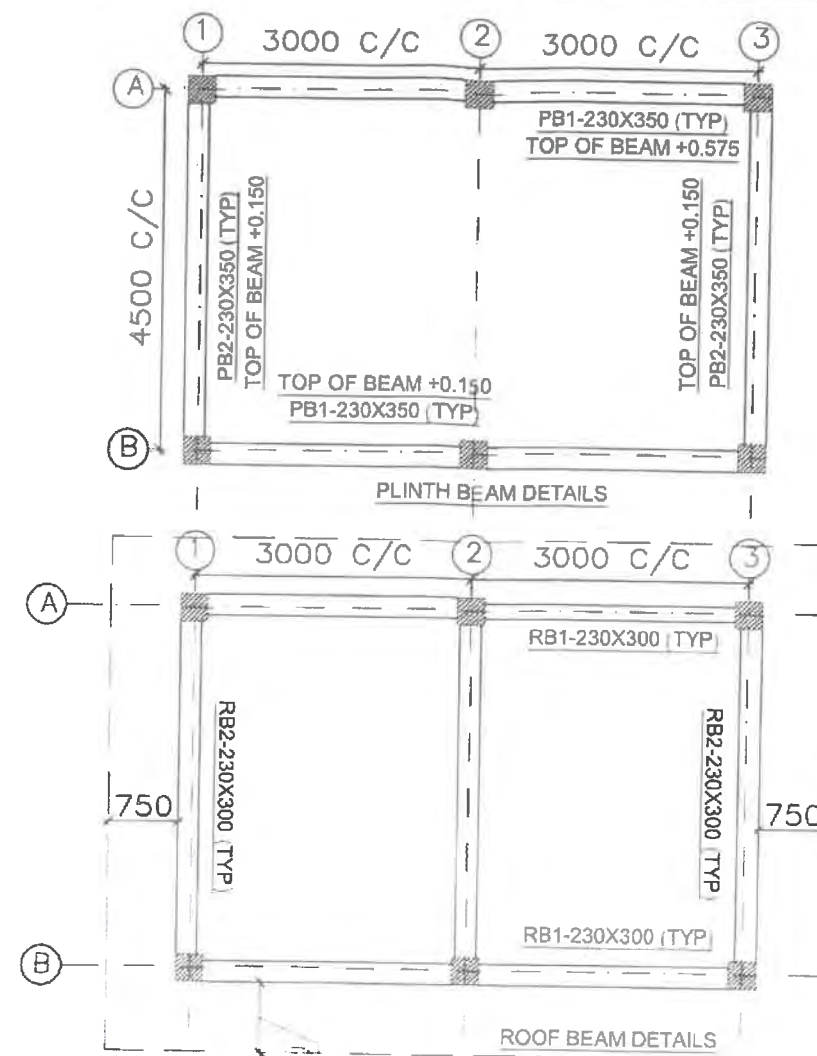 1 2 3
3000 C/C 3000 C/C
A
PB1-230X350 (TYP)
TOP OF BEAM +0.575
4500 C/C
PB2-230X350 (TYP)
TOP OF BEAM +0.150
TOP OF BEAM +0.150
PB2-230X350 (TYP)
TOP OF BEAM +0.150
PB1-230X350 (TYP)
B
PLINTH BEAM DETAILS
1 2 3
3000 C/C 3000 C/C
A
RB1-230X300 (TYP)
RB2-230X300 (TYP)
RB2-230X300 (TYP)
750
750
RB1-230X300 (TYP)
B
ROOF BEAM DETAILS